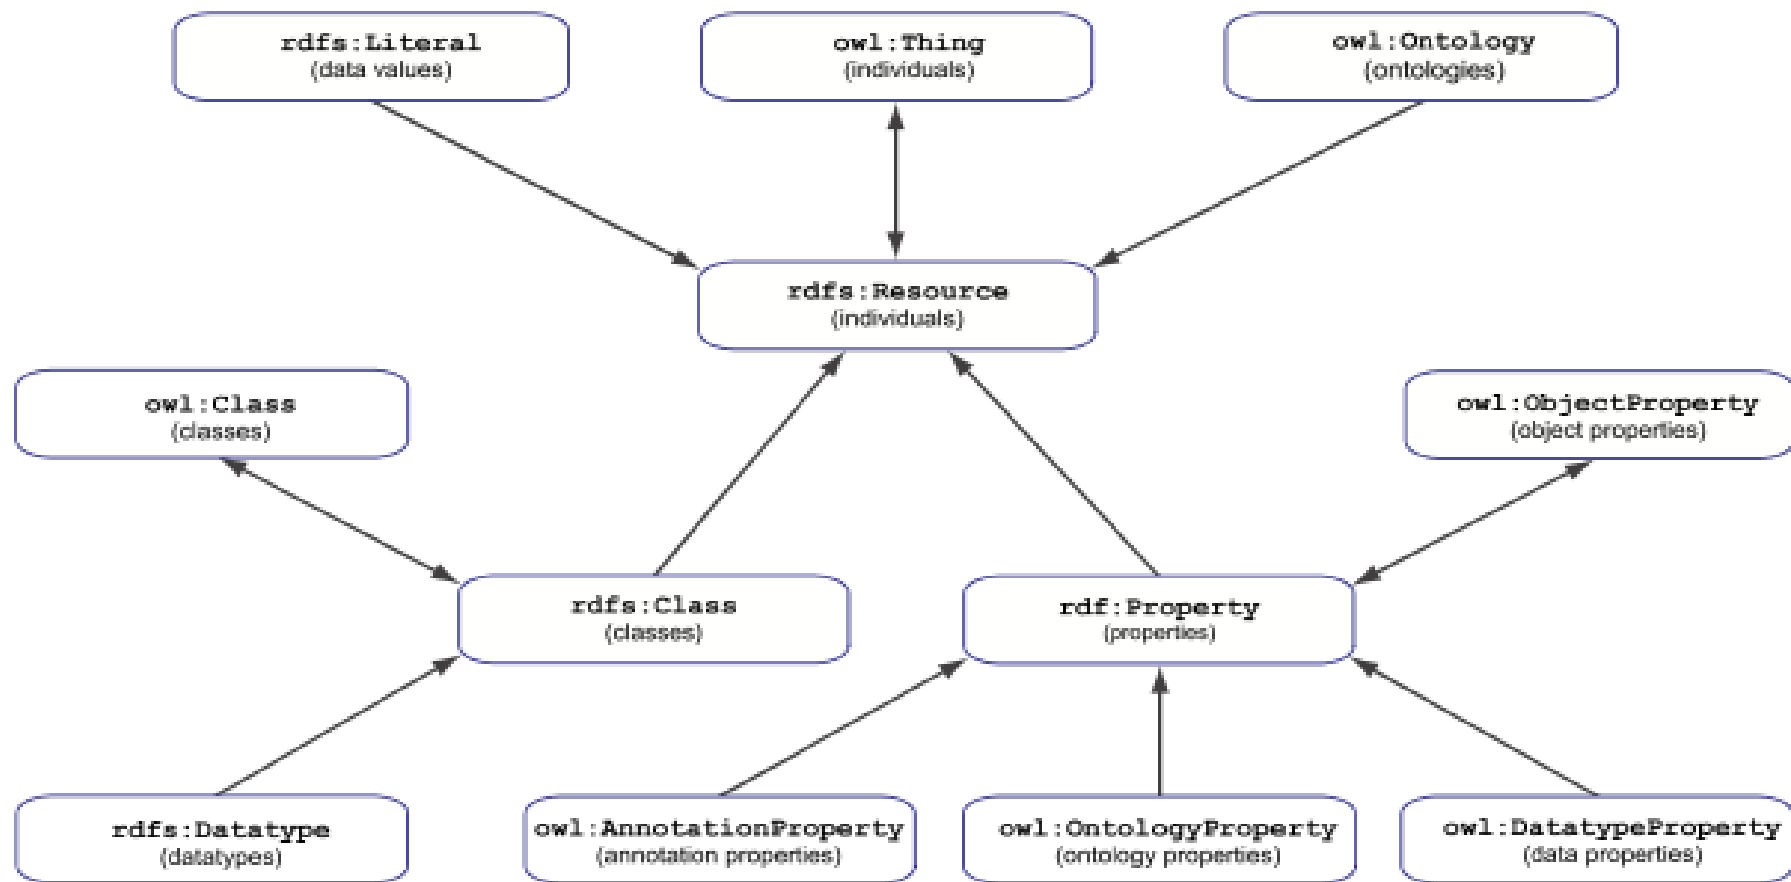 rdfs:Literal
(data values)
owl:Thing
(individuals)
owl:Ontology
(ontologies)
rdfs:Resource
(individuals)
owl:Class
(classes)
owl:ObjectProperty
(object properties)
rdfs:Class
(classes)
rdf:Property
(properties)
rdfs:Datatype
(datatypes)
owl:AnnotationProperty
(annotation properties)
owl:OntologyProperty
(ontology properties)
owl:DatatypeProperty
(data properties)